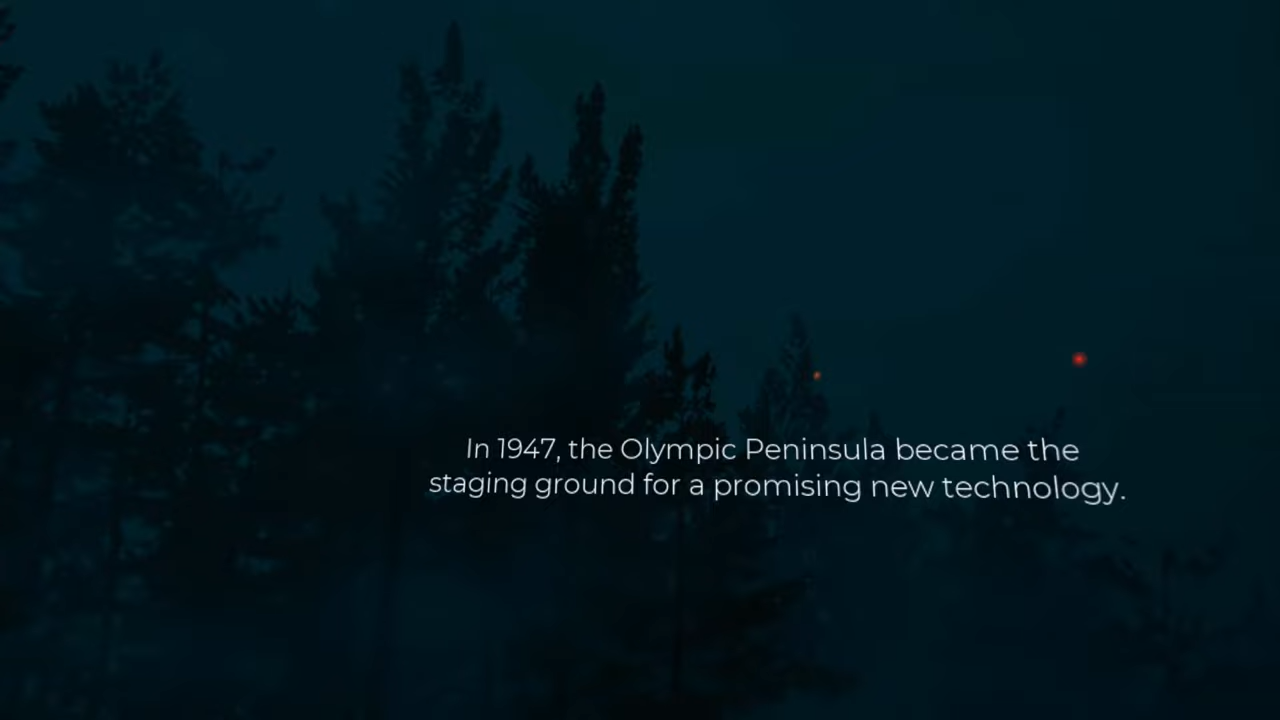 In 1947, the Olympic Peninsula became the
staging ground for a promising new technology.